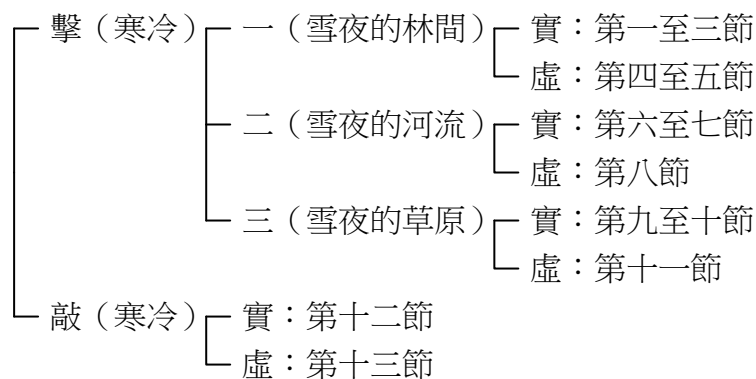 擊（寒冷） 一（雪夜的林間） 實：第一至三節
虛：第四至五節
二（雪夜的河流） 實：第六至七節
虛：第八節
三（雪夜的草原） 實：第九至十節
虛：第十一節
敲（寒冷） 實：第十二節
虛：第十三節